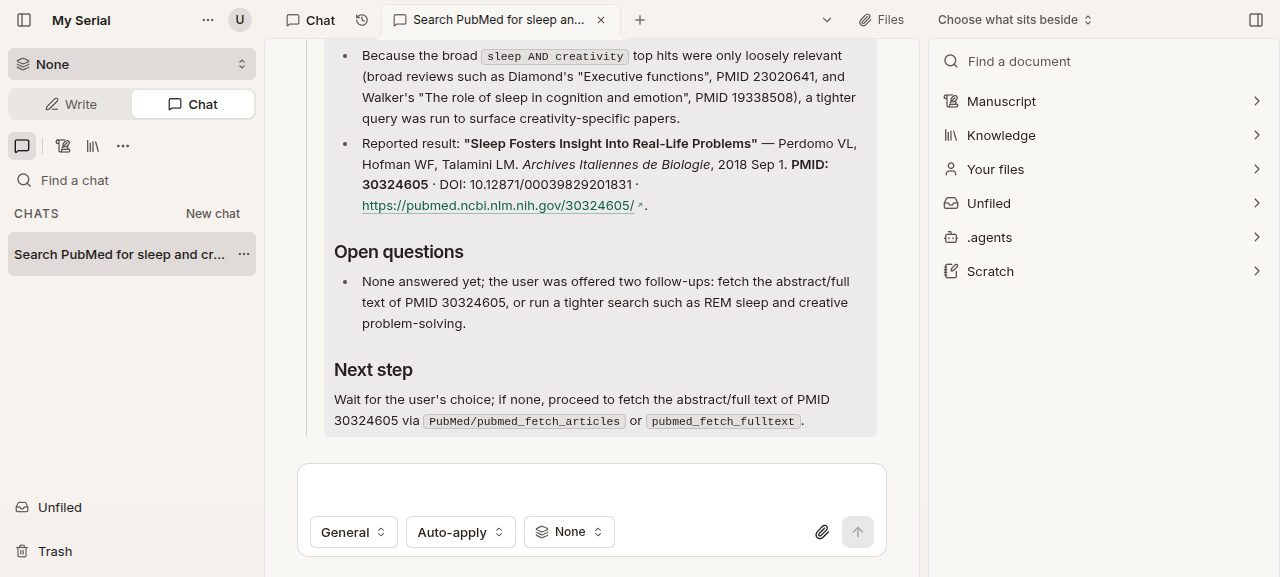 My Serial
U
None
Write
Chat
Find a chat
CHATS
New chat
Search PubMed for sleep and cr...
Unfiled
Trash
Chat
Search PubMed for sleep an...
Files
Because the broad sleep AND creativity top hits were only loosely relevant
(broad reviews such as Diamond's "Executive functions", PMID 23020641, and
Walker's "The role of sleep in cognition and emotion", PMID 19338508), a tighter
query was run to surface creativity-specific papers.
Reported result: "Sleep Fosters Insight Into Real-Life Problems" — Perdomo VL,
Hofman WF, Talamini LM. Archives Italiennes de Biologie, 2018 Sep 1. PMID:
30324605 · DOI: 10.12871/00039829201831 ·
https://pubmed.ncbi.nlm.nih.gov/30324605/ ↗.
Open questions
None answered yet; the user was offered two follow-ups: fetch the abstract/full
text of PMID 30324605, or run a tighter search such as REM sleep and creative
problem-solving.
Next step
Wait for the user's choice; if none, proceed to fetch the abstract/full text of PMID
30324605 via PubMed/pubmed_fetch_articles or pubmed_fetch_fulltext.
General
Auto-apply
None
Choose what sits beside
Find a document
Manuscript
Knowledge
Your files
Unfiled
.agents
Scratch